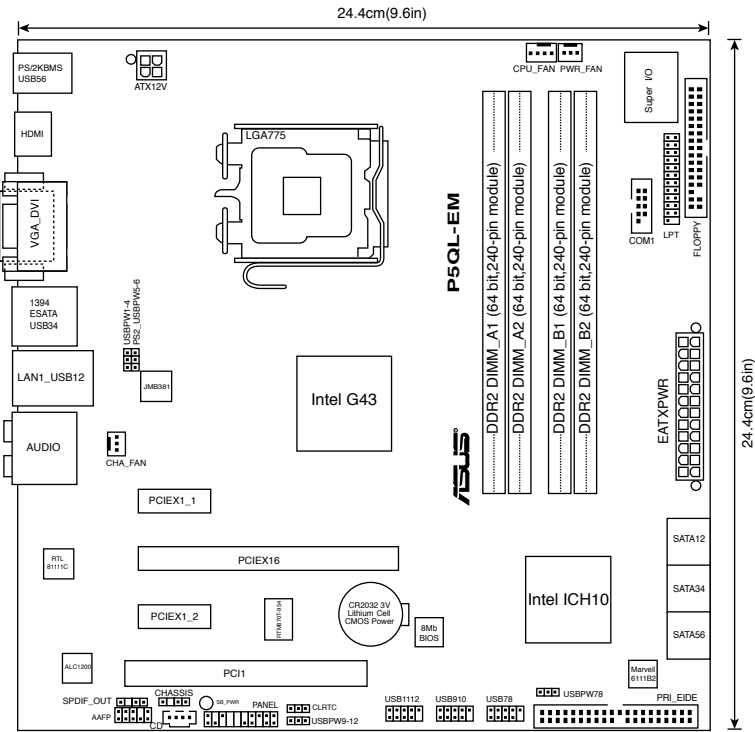 24.4cm(9.6in)
PS/2KBMS
USB56
ATX12V
CPU_FAN
PWR_FAN
Super I/O
HDMI
LGA775
VGA_DVI
P5QL-EM
DDR2 DIMM_A1 (64 bit,240-pin module)
DDR2 DIMM_A2 (64 bit,240-pin module)
DDR2 DIMM_B1 (64 bit,240-pin module)
DDR2 DIMM_B2 (64 bit,240-pin module)
COM1
LPT
FLOPPY
1394
ESATA
USB34
USBPW1-4
PS2_USBPW5-6
LAN1_USB12
JMB381
Intel G43
EATXPWR
24.4cm(9.6in)
AUDIO
CHA_FAN
ASUS
PCIEX1_1
SATA12
RTL
81111C
PCIEX16
Intel ICH10
SATA34
PCIEX1_2
RTM870T-954
CR2032 3V
Lithium Cell
CMOS Power
8Mb
BIOS
SATA56
ALC1200
PCI1
Marvell
6111B2
SPDIF_OUT
CHASSIS
SB_PWR
PANEL
CLRTC
USB1112
USB910
USB78
USBPW78
PRI_EIDE
AAFP
CD
USBPW9-12